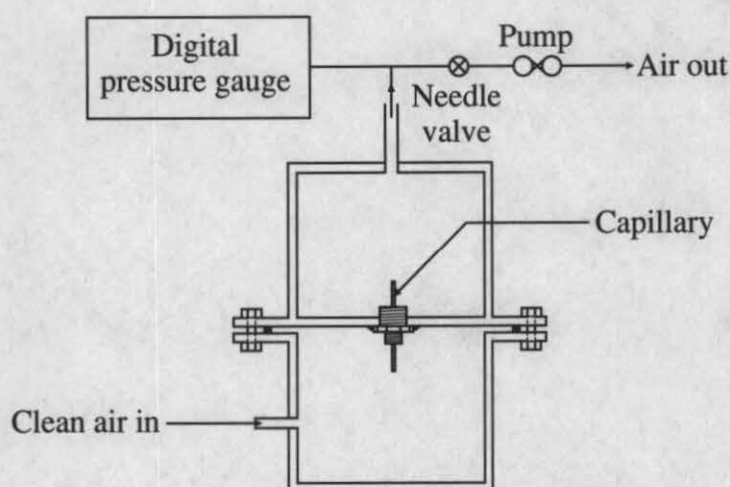 Digital
pressure gauge
Pump
Air out
Needle
valve
Capillary
Clean air in